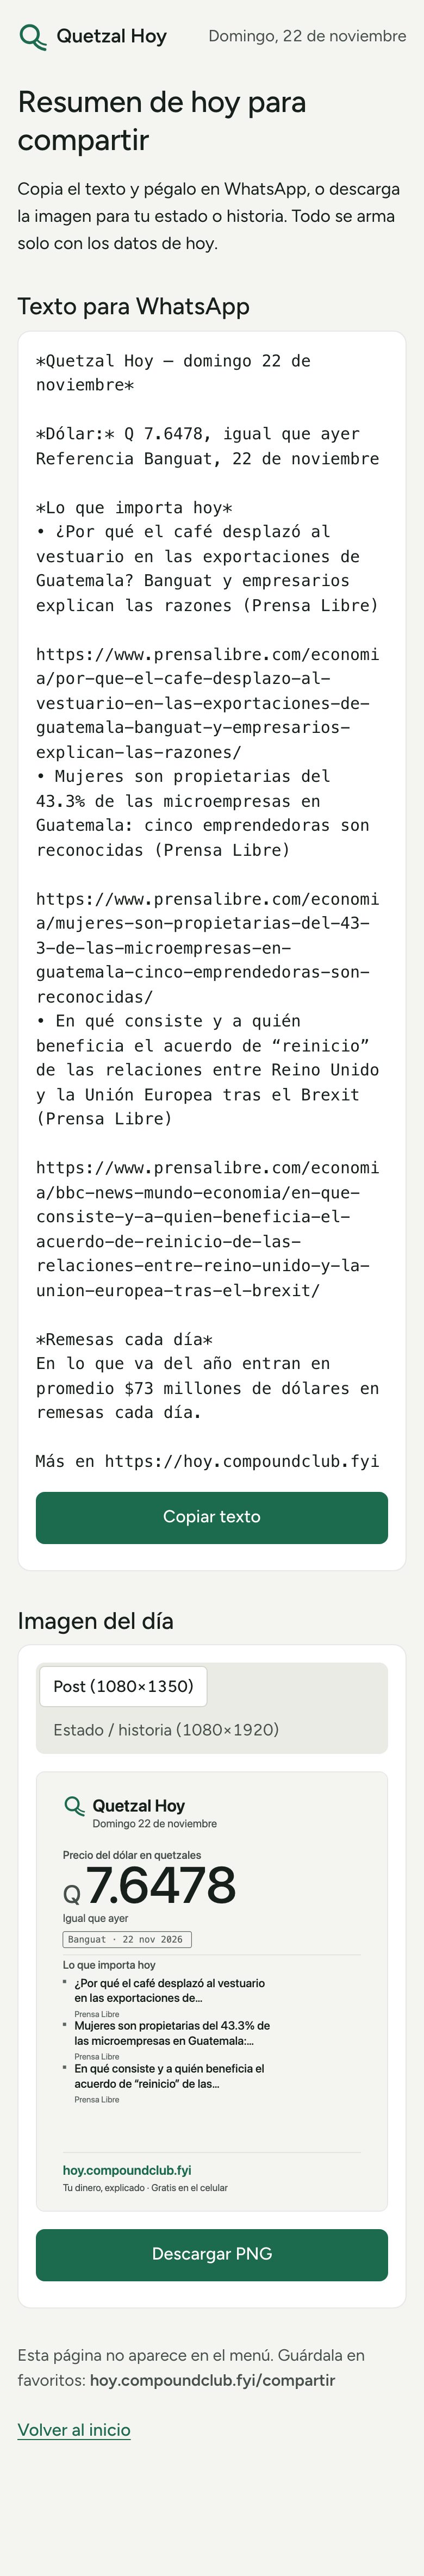 Quetzal Hoy
Domingo, 22 de noviembre
Resumen de hoy para
compartir
Copia el texto y pégalo en WhatsApp, o descarga
la imagen para tu estado o historia. Todo se arma
solo con los datos de hoy.
Texto para WhatsApp
*Quetzal Hoy — domingo 22 de
noviembre*
*Dólar:* Q 7.6478, igual que ayer
Referencia Banguat, 22 de noviembre
*Lo que importa hoy*
• ¿Por qué el café desplazó al
vestuario en las exportaciones de
Guatemala? Banguat y empresarios
explican las razones (Prensa Libre)
https://www.prensalibre.com/economi
a/por-que-el-cafe-desplazo-al-
vestuario-en-las-exportaciones-de-
guatemala-banguat-y-empresarios-
explican-las-razones/
• Mujeres son propietarias del
43.3% de las microempresas en
Guatemala: cinco emprendedoras son
reconocidas (Prensa Libre)
https://www.prensalibre.com/economi
a/mujeres-son-propietarias-del-43-
3-de-las-microempresas-en-
guatemala-cinco-emprendedoras-son-
reconocidas/
• En qué consiste y a quién
beneficia el acuerdo de “reinicio”
de las relaciones entre Reino Unido
y la Unión Europea tras el Brexit
(Prensa Libre)
https://www.prensalibre.com/economi
a/bbc-news-mundo-economia/en-que-
consiste-y-a-quien-beneficia-el-
acuerdo-de-reinicio-de-las-
relaciones-entre-reino-unido-y-la-
union-europea-tras-el-brexit/
*Remesas cada día*
En lo que va del año entran en
promedio $73 millones de dólares en
remesas cada día.
Más en https://hoy.compoundclub.fyi
Copiar texto
Imagen del día
Post (1080×1350)
Estado / historia (1080×1920)
Quetzal Hoy
Domingo 22 de noviembre
Precio del dólar en quetzales
Q 7.6478
Igual que ayer
Banguat · 22 nov 2026
Lo que importa hoy
¿Por qué el café desplazó al vestuario
en las exportaciones de…
Prensa Libre
Mujeres son propietarias del 43.3% de
las microempresas en Guatemala:…
Prensa Libre
En qué consiste y a quién beneficia el
acuerdo de “reinicio” de las…
Prensa Libre
hoy.compoundclub.fyi
Tu dinero, explicado · Gratis en el celular
Descargar PNG
Esta página no aparece en el menú. Guárdala en
favoritos: hoy.compoundclub.fyi/compartir
Volver al inicio